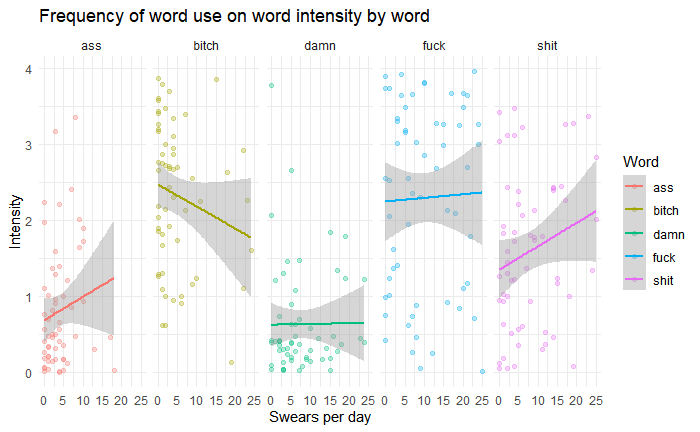 Frequency of word use on word intensity by word
ass bitch damn fuck shit
4
3
2
1
0
Intensity
0 5 10 15 20 25 0 5 10 15 20 25 0 5 10 15 20 25 0 5 10 15 20 25 0 5 10 15 20 25
Swears per day
Word
ass
bitch
damn
fuck
shit